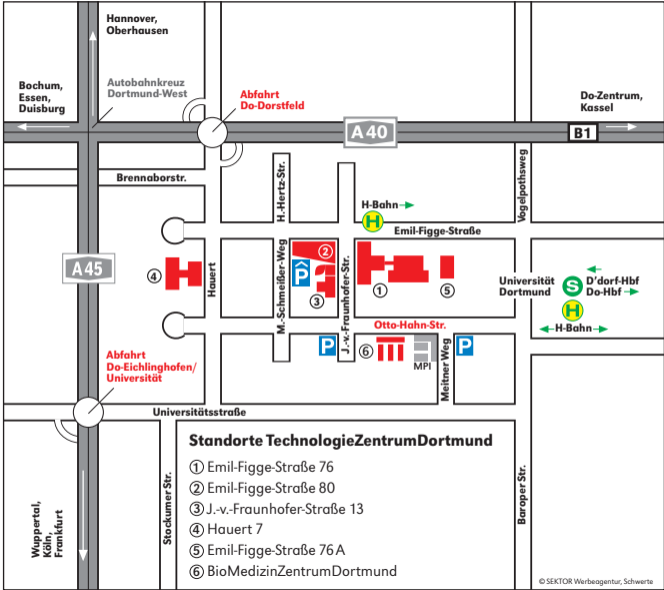 Hannover,
Oberhausen
Bochum,
Essen,
Duisburg
Autobahnkreuz
Dortmund-West
Abfahrt
Do-Dorstfeld
Do-Zentrum,
Kassel
A 40
B1
Brennaborstr.
H.-Hertz-Str.
Vogelpothsweg
H-Bahn
H
Emil-Figge-Straße
A 45
4
Hauert
M.-Schmeißer-Weg
2
P
3
J.-v.-Fraunhofer-Str.
1
5
Universität
Dortmund
S
D'dorf-Hbf
Do-Hbf
H
H-Bahn
Otto-Hahn-Str.
P
6
MPI
Meitner Weg
P
Abfahrt
Do-Eichlinghofen/
Universität
Universitätsstraße
Stockumer Str.
Baroper Str.
Wuppertal,
Köln,
Frankfurt
Standorte TechnologieZentrumDortmund
1 Emil-Figge-Straße 76
2 Emil-Figge-Straße 80
3 J.-v.-Fraunhofer-Straße 13
4 Hauert 7
5 Emil-Figge-Straße 76 A
6 BioMedizinZentrumDortmund
© SEKTOR Werbeagentur, Schwerte